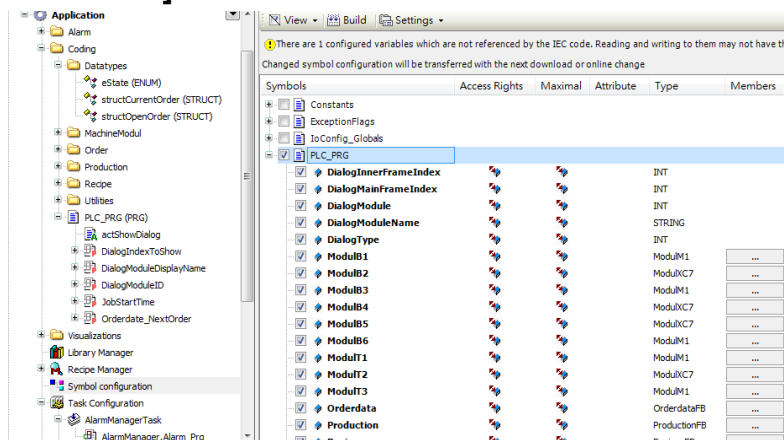 Application
Alarm
Coding
Datatypes
eState (ENUM)
structCurrentOrder (STRUCT)
structOpenOrder (STRUCT)
MachineModul
Order
Production
Recipe
Utilities
PLC_PRG (PRG)
actShowDialog
DialogIndexToShow
DialogModuleDisplayName
DialogModuleID
JobStartTime
Orderdate_NextOrder
Visualizations
Library Manager
Recipe Manager
Symbol configuration
Task Configuration
AlarmManagerTask
AlarmManager.Alarm_Prg
View Build Settings
There are 1 configured variables which are not referenced by the IEC code. Reading and writing to them may not have th
Changed symbol configuration will be transferred with the next download or online change
Symbols Access Rights Maximal Attribute Type Members
Constants
ExceptionFlags
IoConfig_Globals
PLC_PRG
DialogInnerFrameIndex INT
DialogMainFrameIndex INT
DialogModule INT
DialogModuleName STRING
DialogType INT
ModulB1 ModulM1 ...
ModulB2 ModulXC7 ...
ModulB3 ModulM1 ...
ModulB4 ModulXC7 ...
ModulB5 ModulXC7 ...
ModulB6 ModulM1 ...
ModulT1 ModulM1 ...
ModulT2 ModulXC7 ...
ModulT3 ModulM1 ...
Orderdata OrderdataFB ...
Production ProductionFB ...